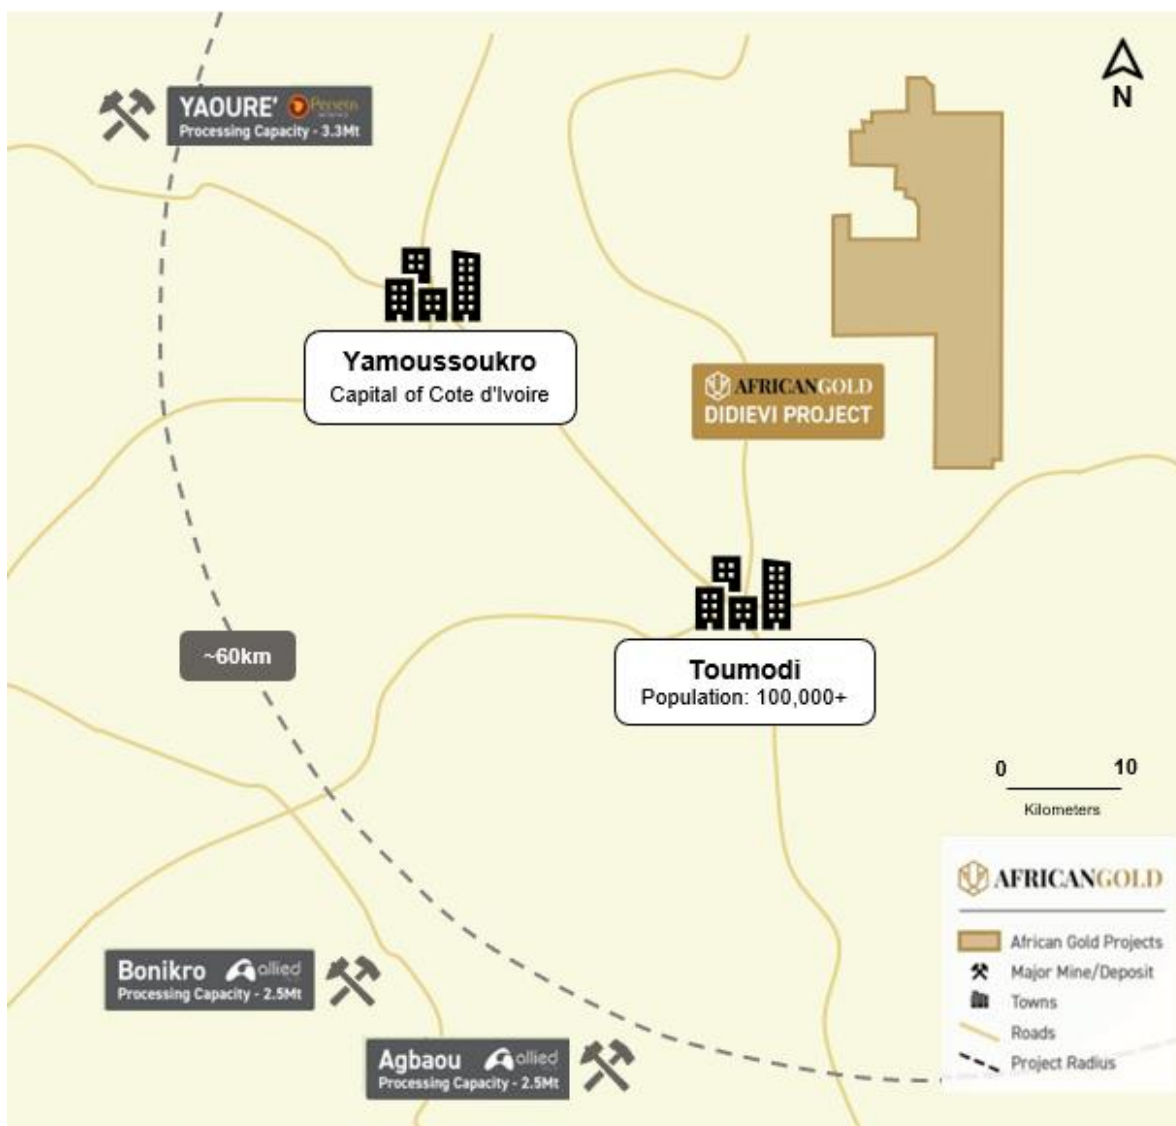 N
YAOURE' Perseus
Processing Capacity - 3.3Mt
Yamoussoukro
Capital of Cote d'Ivoire
AFRICANGOLD
DIDIEVI PROJECT
~60km
Toumodi
Population: 100,000+
0 10
Kilometers
Bonikro allied
Processing Capacity - 2.5Mt
Agbaou allied
Processing Capacity - 2.5Mt
AFRICANGOLD
African Gold Projects
Major Mine/Deposit
Towns
Roads
Project Radius